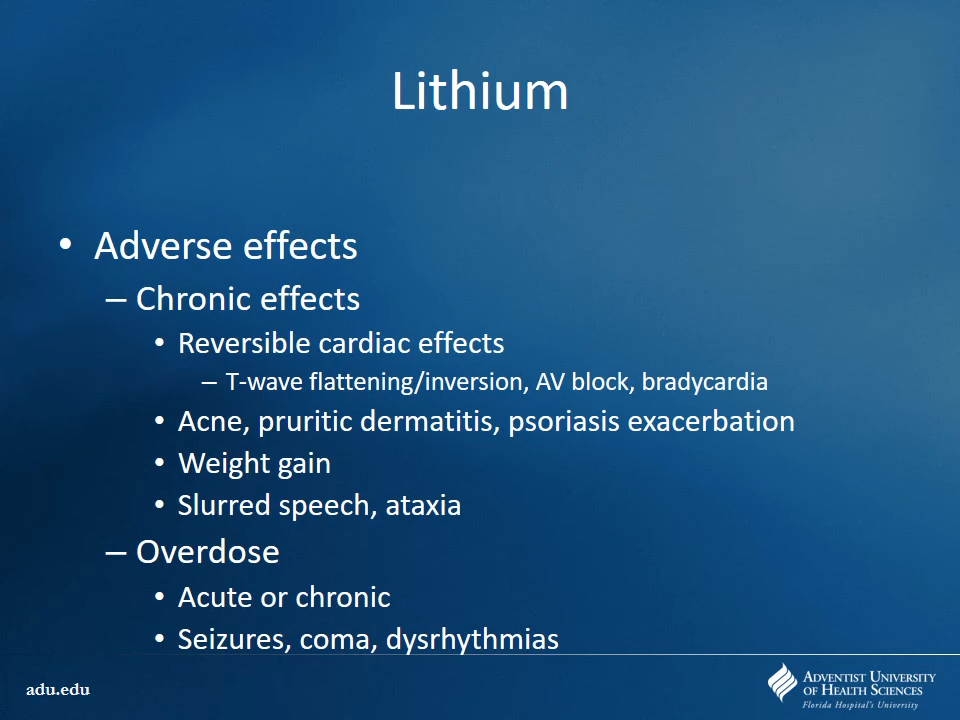 Lithium
• Adverse effects
– Chronic effects
• Reversible cardiac effects
– T-wave flattening/inversion, AV block, bradycardia
• Acne, pruritic dermatitis, psoriasis exacerbation
• Weight gain
• Slurred speech, ataxia
– Overdose
• Acute or chronic
• Seizures, coma, dysrhythmias
adu.edu
ADVENTIST UNIVERSITY
OF HEALTH SCIENCES
Florida Hospital's University